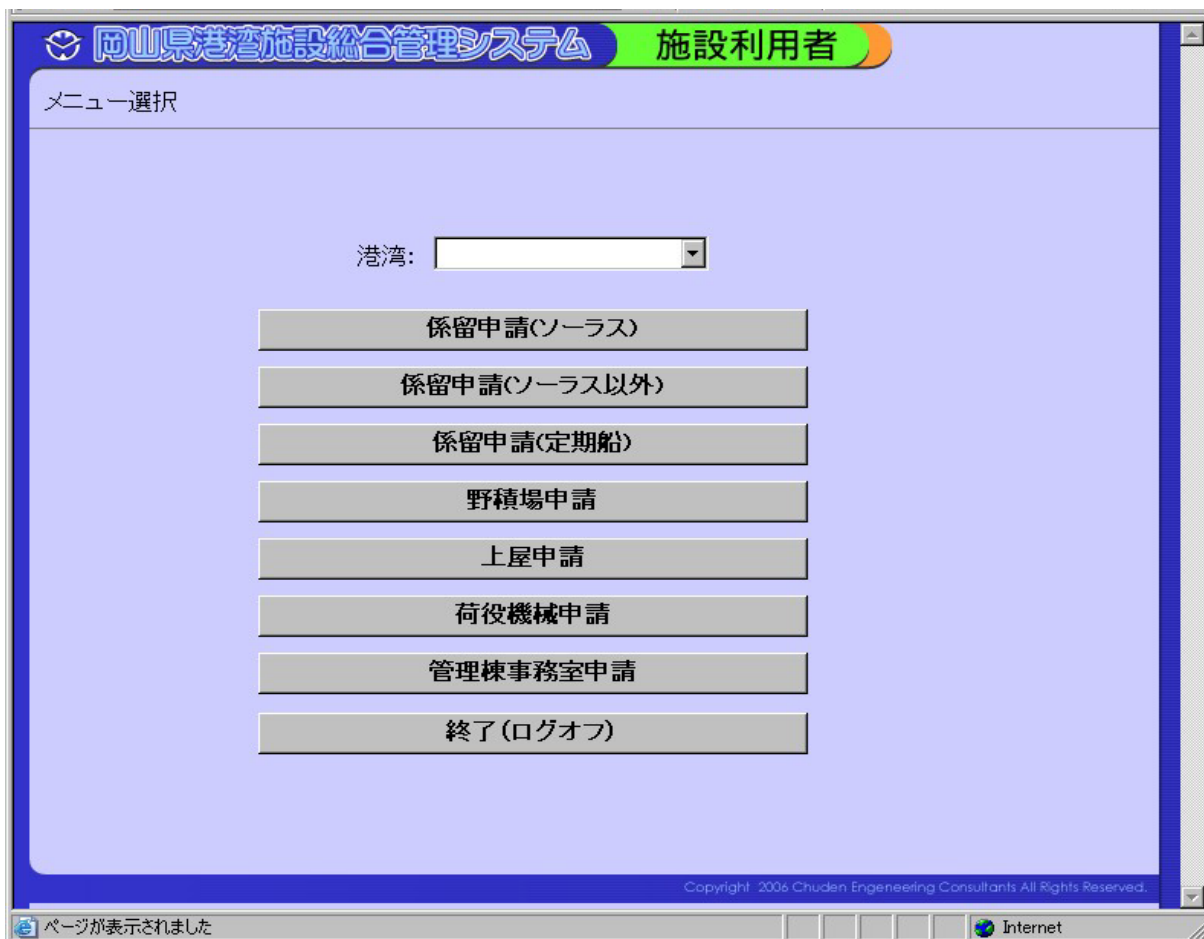 岡山県港湾施設総合管理システム 施設利用者
メニュー選択
港湾:
係留申請(ソーラス)
係留申請(ソーラス以外)
係留申請(定期船)
野積場申請
上屋申請
荷役機械申請
管理棟事務室申請
終了(ログオフ)
Copyright 2006 Chuden Engeneering Consultants All Rights Reserved.
ページが表示されました Internet